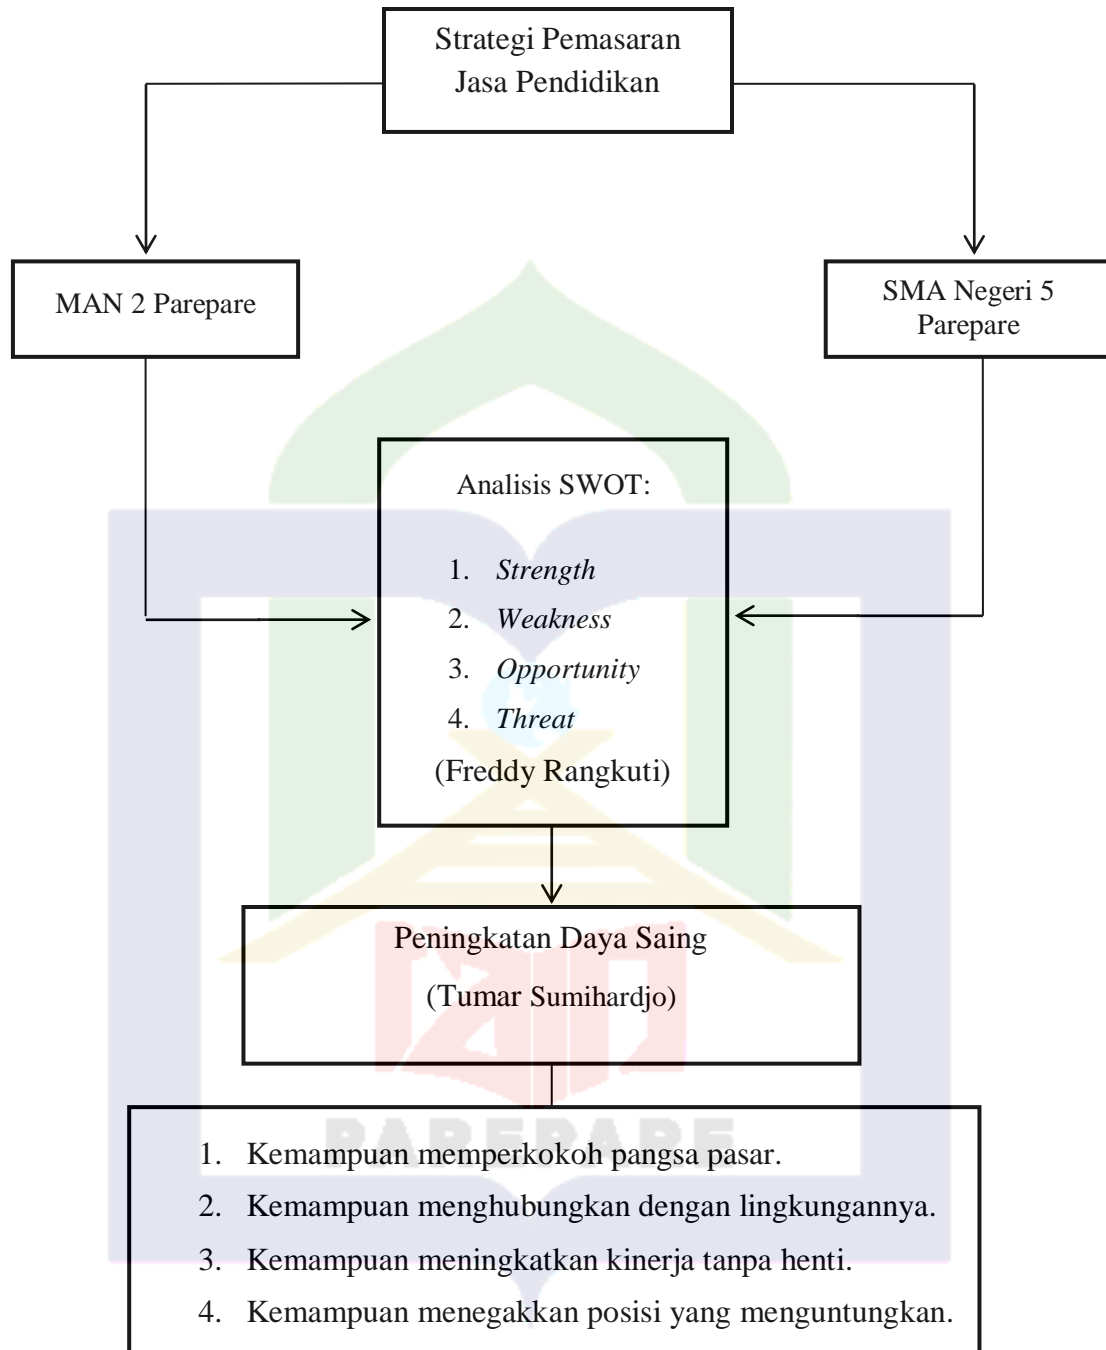 Strategi Pemasaran
Jasa Pendidikan
MAN 2 Parepare
SMA Negeri 5
Parepare
Analisis SWOT:
1. Strength
2. Weakness
3. Opportunity
4. Threat
(Freddy Rangkuti)
Peningkatan Daya Saing
(Tumar Sumihardjo)
PAREPARE
1. Kemampuan memperkokoh pangsa pasar.
2. Kemampuan menghubungkan dengan lingkungannya.
3. Kemampuan meningkatkan kinerja tanpa henti.
4. Kemampuan menegakkan posisi yang menguntungkan.